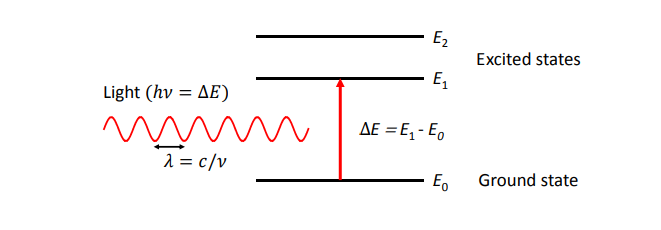 E₂
Excited states
E₁
Light (hν = ΔE)
ΔE = E₁ - E₀
λ = c/ν
E₀
Ground state